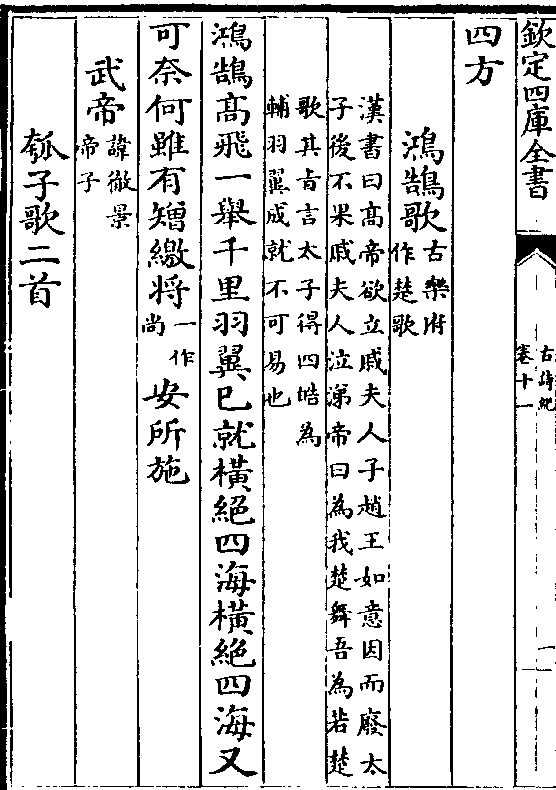 欽定四庫全書
古詩紀
卷十一
四方
鴻鵠歌古樂府
作楚歌
漢書曰髙帝欲立戚夫人子趙王如意因而廢太
子後不果戚夫人泣涕帝曰為我楚舞吾為若楚
歌其㫖言太子得四皓為
輔羽翼成就不可易也
鴻鵠髙飛一舉千里羽翼已就橫絕四海橫絕四海又
可奈何雖有矰繳將一作
尚安所施
武帝諱徹景
帝子
瓠子歌二首